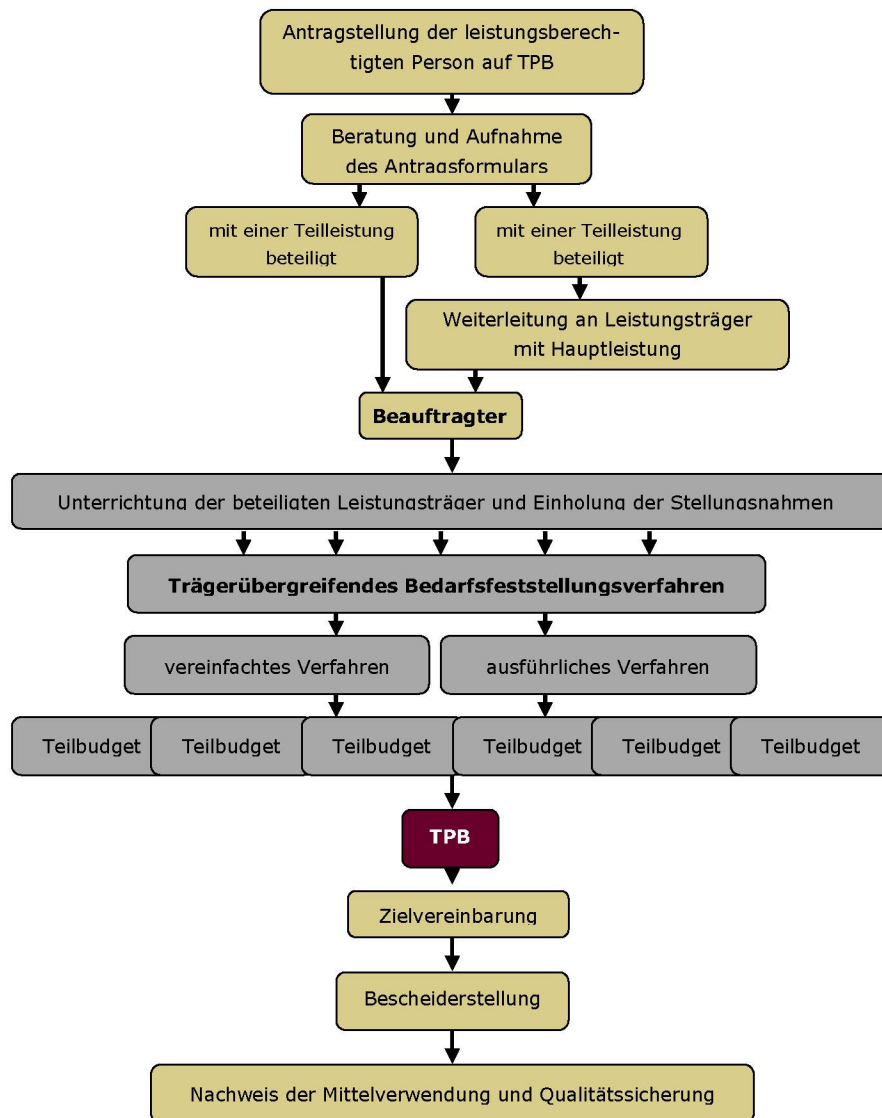 Antragstellung der leistungsberech-
tigten Person auf TPB
Beratung und Aufnahme
des Antragsformulars
mit einer Teilleistung
beteiligt
mit einer Teilleistung
beteiligt
Weiterleitung an Leistungsträger
mit Hauptleistung
Beauftragter
Unterrichtung der beteiligten Leistungsträger und Einholung der Stellungsnahmen
Trägerübergreifendes Bedarfsfeststellungsverfahren
vereinfachtes Verfahren
ausführliches Verfahren
Teilbudget Teilbudget Teilbudget Teilbudget Teilbudget Teilbudget
TPB
Zielvereinbarung
Bescheiderstellung
Nachweis der Mittelverwendung und Qualitätssicherung